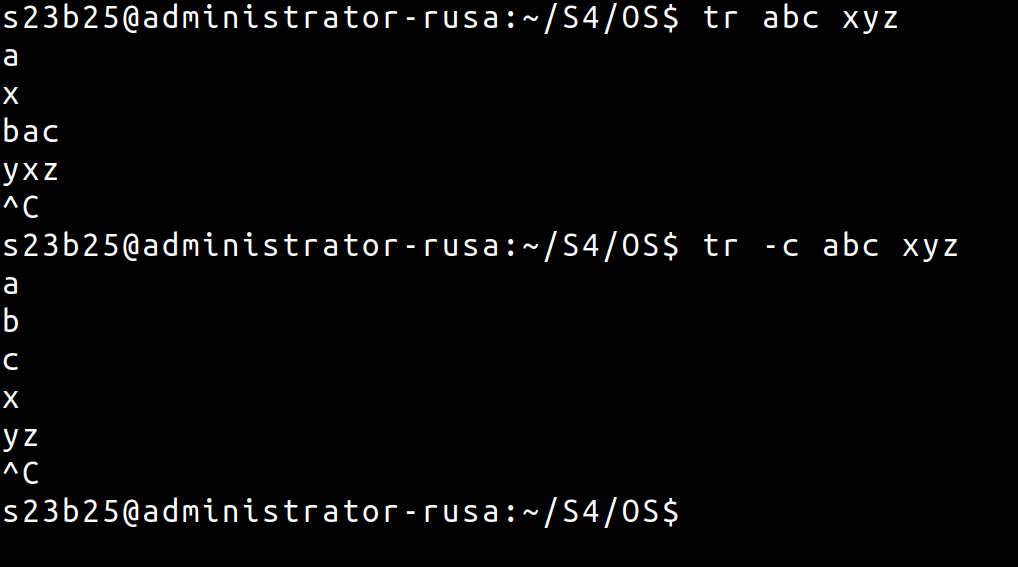 s23b25@administrator-rusa:~/S4/OS$ tr abc xyz
a
x
bac
yxz
^C
s23b25@administrator-rusa:~/S4/OS$ tr -c abc xyz
a
b
c
x
yz
^C
s23b25@administrator-rusa:~/S4/OS$